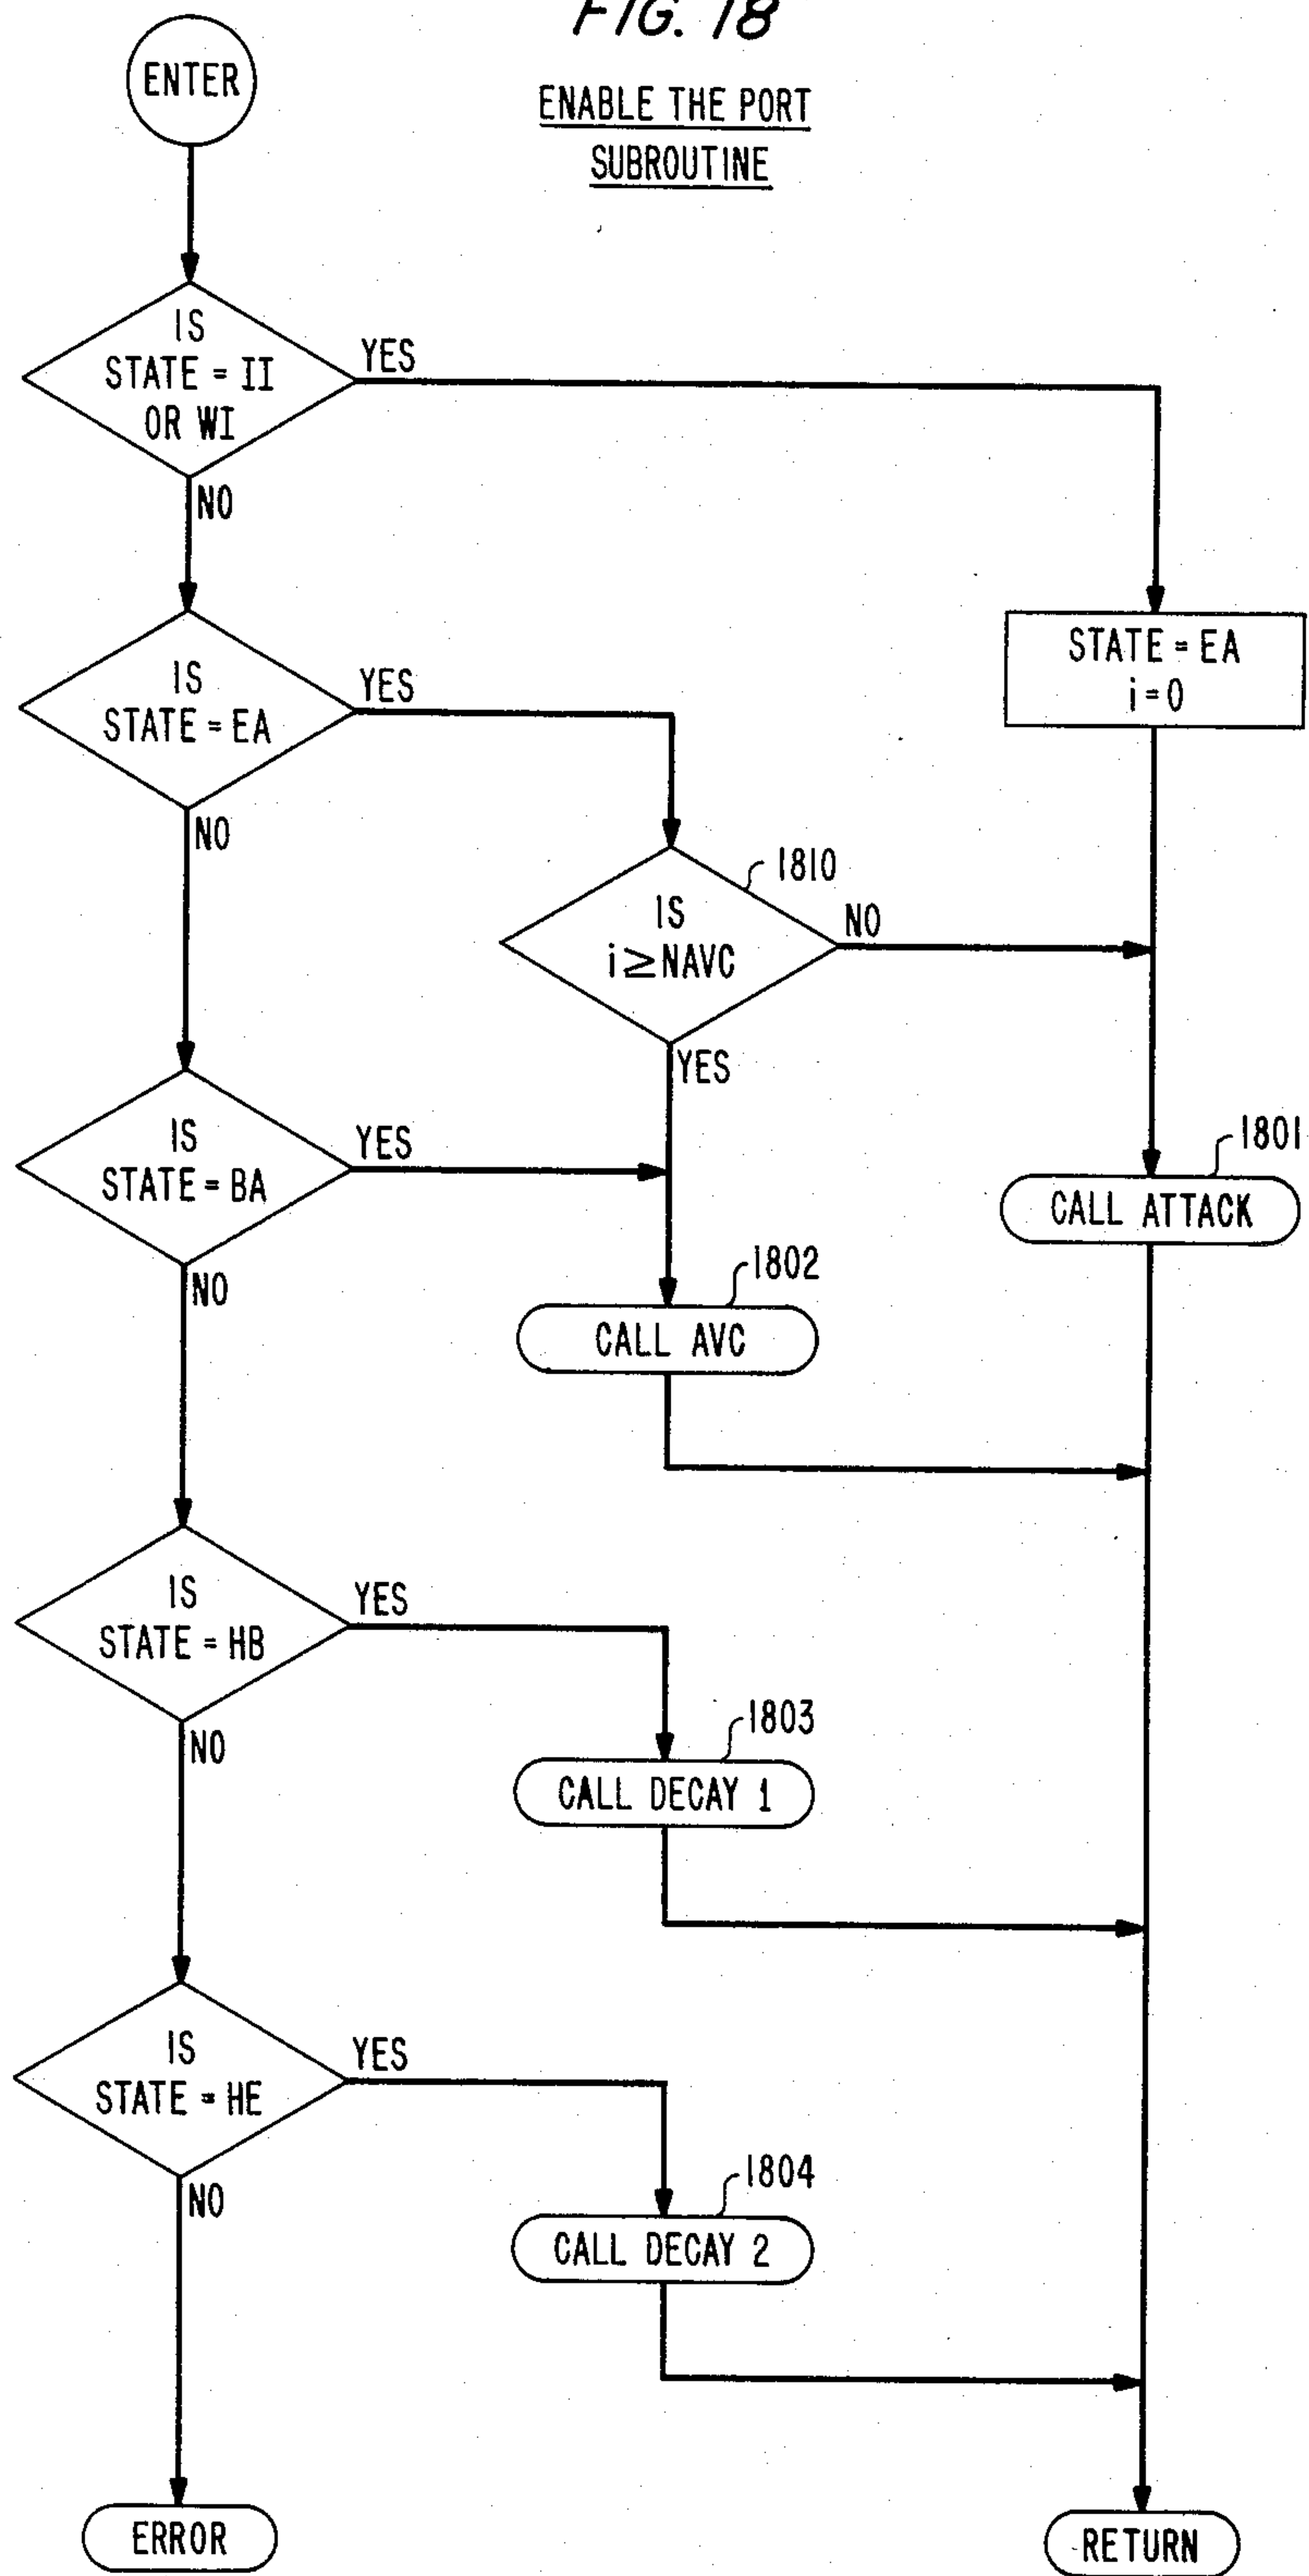 FIG. 18
ENABLE THE PORT
SUBROUTINE
ENTER
IS
STATE = II
OR WI
YES
NO
STATE = EA
i = 0
IS
STATE = EA
YES
NO
1810
IS
i ≥ NAVC
NO
YES
IS
STATE = BA
YES
NO
1801
CALL ATTACK
1802
CALL AVC
IS
STATE = HB
YES
NO
1803
CALL DECAY 1
IS
STATE = HE
YES
NO
1804
CALL DECAY 2
ERROR
RETURN